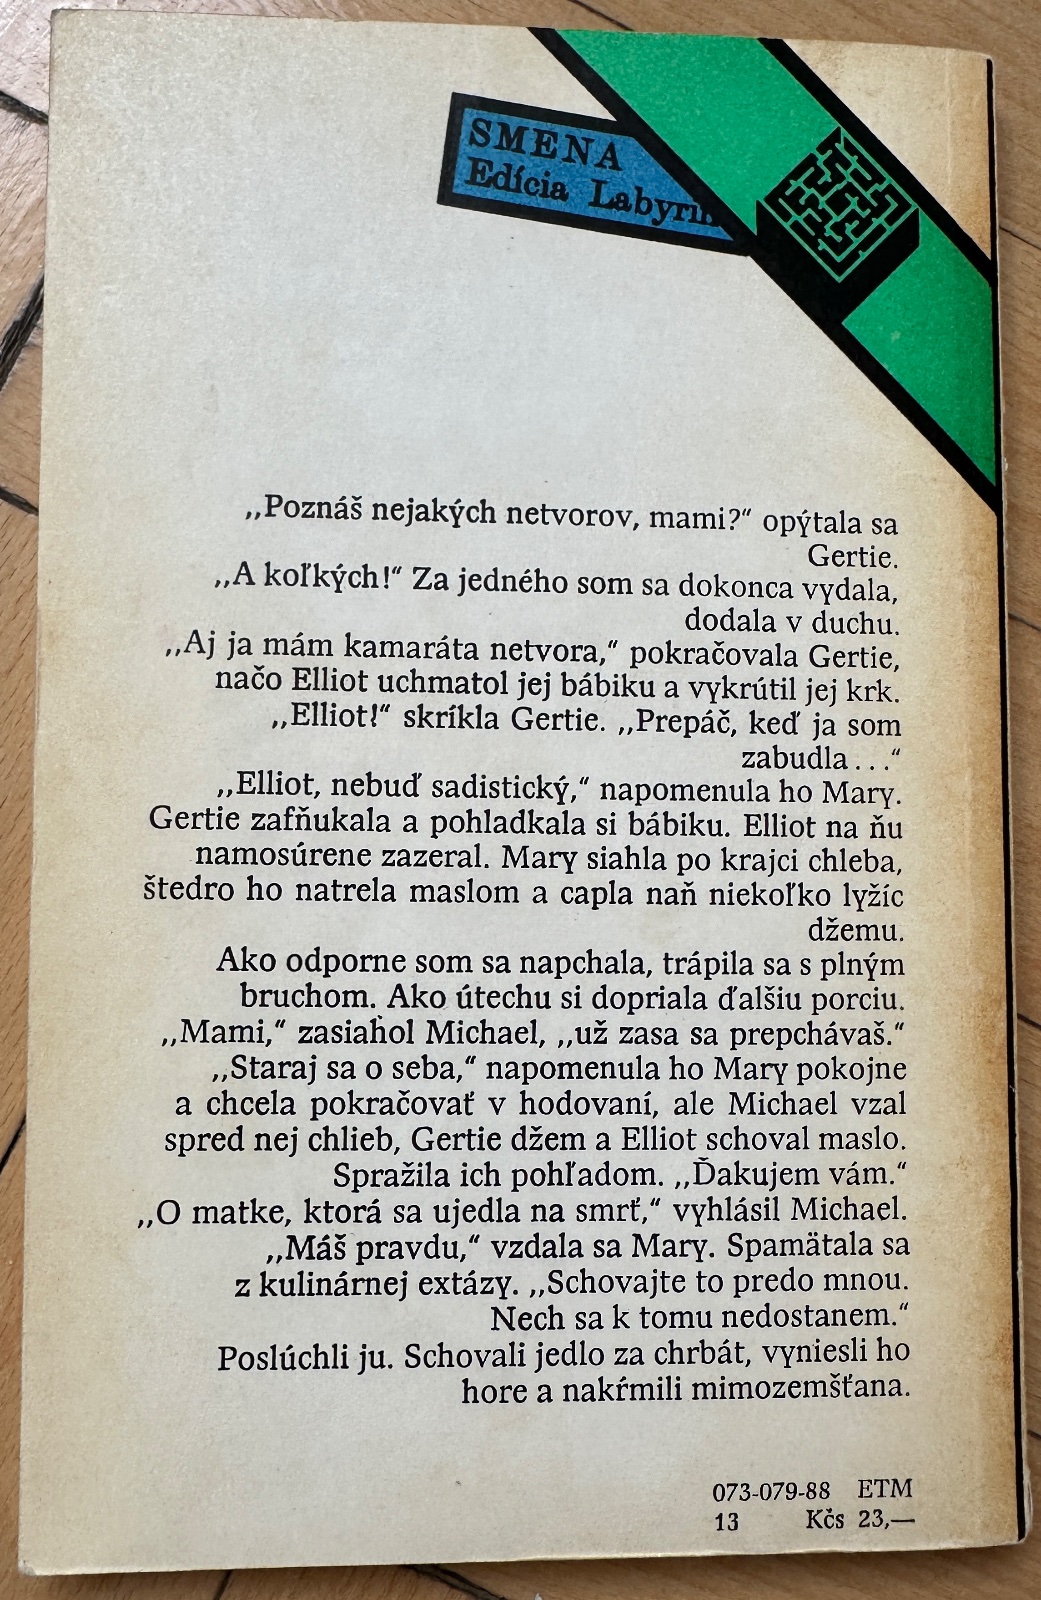 SMENA
Edícia Labyri
„Poznáš nejakých netvorov, mami?“ opýtala sa
Gertie.
„A koľkých!“ Za jedného som sa dokonca vydala,
dodala v duchu.
„Aj ja mám kamaráta netvora,“ pokračovala Gertie,
načo Elliot uchmatol jej bábiku a vykrútil jej krk.
„Elliot!“ skríkla Gertie. „Prepáč, keď ja som
zabudla...“
„Elliot, nebuď sadistický,“ napomenula ho Mary.
Gertie zafňukala a pohladkala si bábiku. Elliot na ňu
namosúrene zazeral. Mary siahla po krajci chleba,
štedro ho natrela maslom a capla naň niekoľko lyžíc
džemu.
Ako odporne som sa napchala, trápila sa s plným
bruchom. Ako útechu si dopriala ďalšiu porciu.
„Mami,“ zasiahol Michael, „už zasa sa prepchávaš.“
„Staraj sa o seba,“ napomenula ho Mary pokojne
a chcela pokračovať v hodovaní, ale Michael vzal
spred nej chlieb, Gertie džem a Elliot schoval maslo.
Spražila ich pohľadom. „Ďakujem vám.“
„O matke, ktorá sa ujedla na smrť,“ vyhlásil Michael.
„Máš pravdu,“ vzdala sa Mary. Spamätala sa
z kulinárnej extázy. „Schovajte to predo mnou.
Nech sa k tomu nedostanem.“
Poslúchli ju. Schovali jedlo za chrbát, vyniesli ho
hore a nakŕmili mimozemšťana.
073-079-88 ETM
13 Kčs 23,—